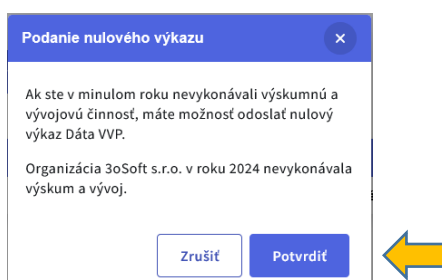 Podanie nulového výkazu
Ak ste v minulom roku nevykonávali výskumnú a
vývojovú činnosť, máte možnosť odoslať nulový
výkaz Dáta VVP.
Organizácia 3oSoft s.r.o. v roku 2024 nevykonávala
výskum a vývoj.
Zrušiť Potvrdiť